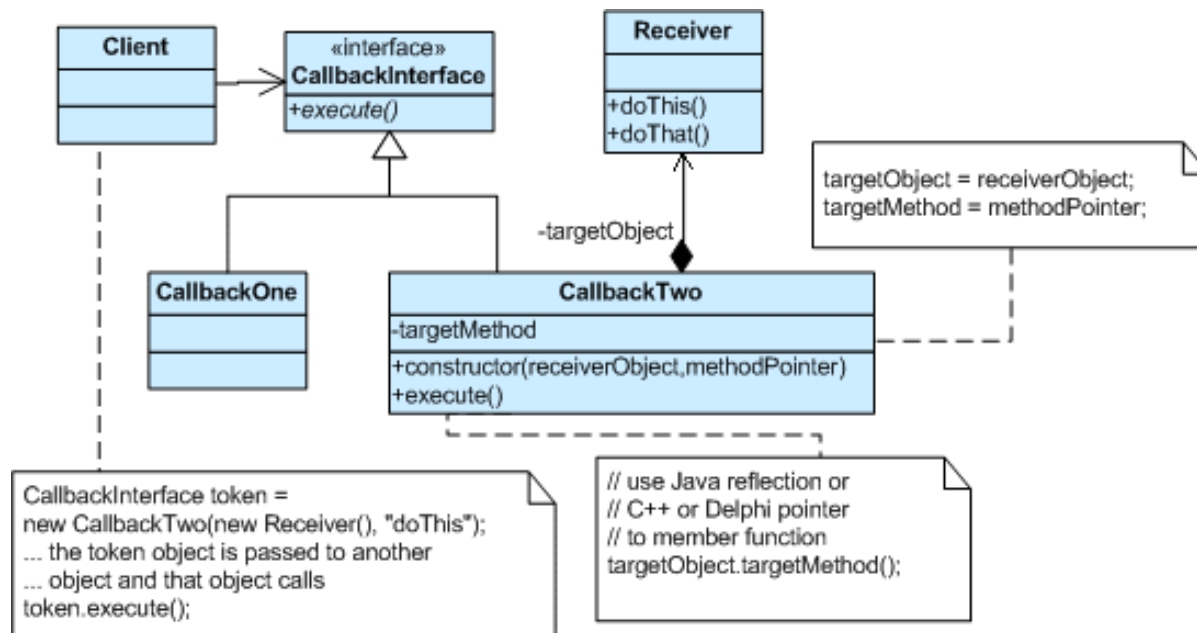 Client
«interface»
CallbackInterface
+execute()
Receiver
+doThis()
+doThat()
targetObject = receiverObject;
targetMethod = methodPointer;
-targetObject
CallbackOne
CallbackTwo
-targetMethod
+constructor(receiverObject,methodPointer)
+execute()
CallbackInterface token =
new CallbackTwo(new Receiver(), "doThis");
... the token object is passed to another
... object and that object calls
token.execute();
// use Java reflection or
// C++ or Delphi pointer
// to member function
targetObject.targetMethod();